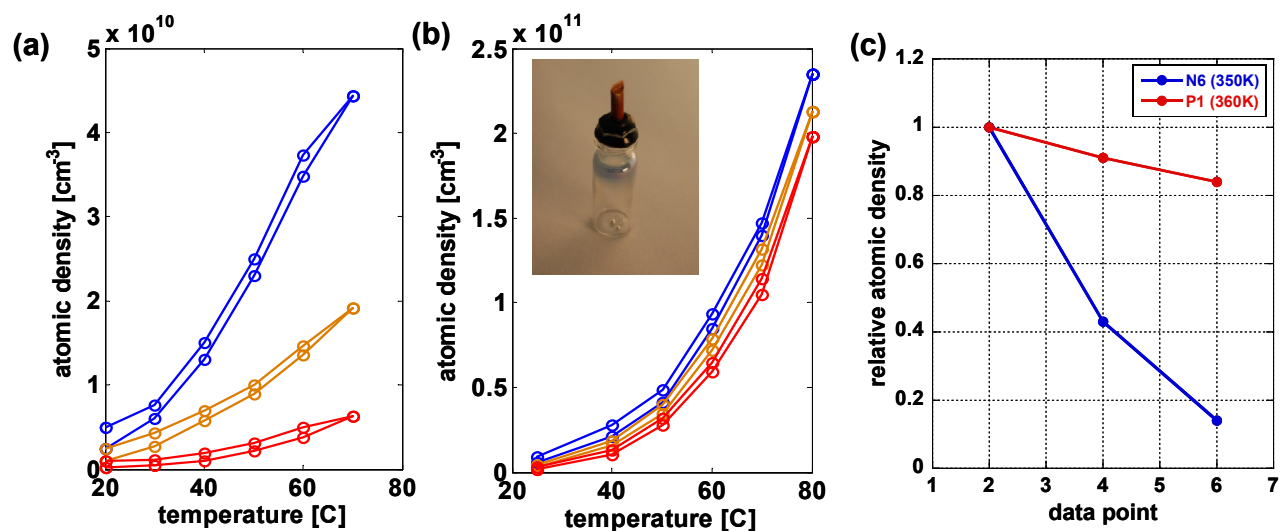 (a)
x 10^10
5
4
3
2
1
0
20
40
60
80
atomic density [cm^-3]
temperature [C]
(b)
x 10^11
2.5
2
1.5
1
0.5
0
20
40
60
80
atomic density [cm^-3]
temperature [C]
(c)
1.2
1
0.8
0.6
0.4
0.2
0
1
2
3
4
5
6
7
relative atomic density
data point
N6 (350K)
P1 (360K)